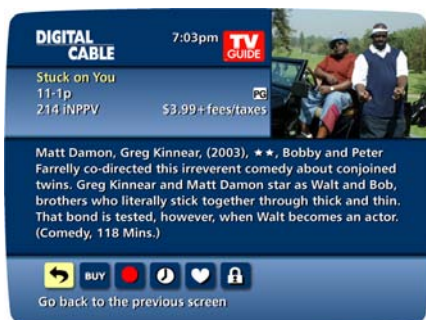 DIGITAL
CABLE
7:03pm
TV
GUIDE
Stuck on You
11-1p
PG
214 iNPPV
$3.99+fees/taxes
Matt Damon, Greg Kinnear, (2003), ★★, Bobby and Peter
Farrelly co-directed this irreverent comedy about conjoined
twins. Greg Kinnear and Matt Damon star as Walt and Bob,
brothers who literally stick together through thick and thin.
That bond is tested, however, when Walt becomes an actor.
(Comedy, 118 Mins.)
BUY
Go back to the previous screen